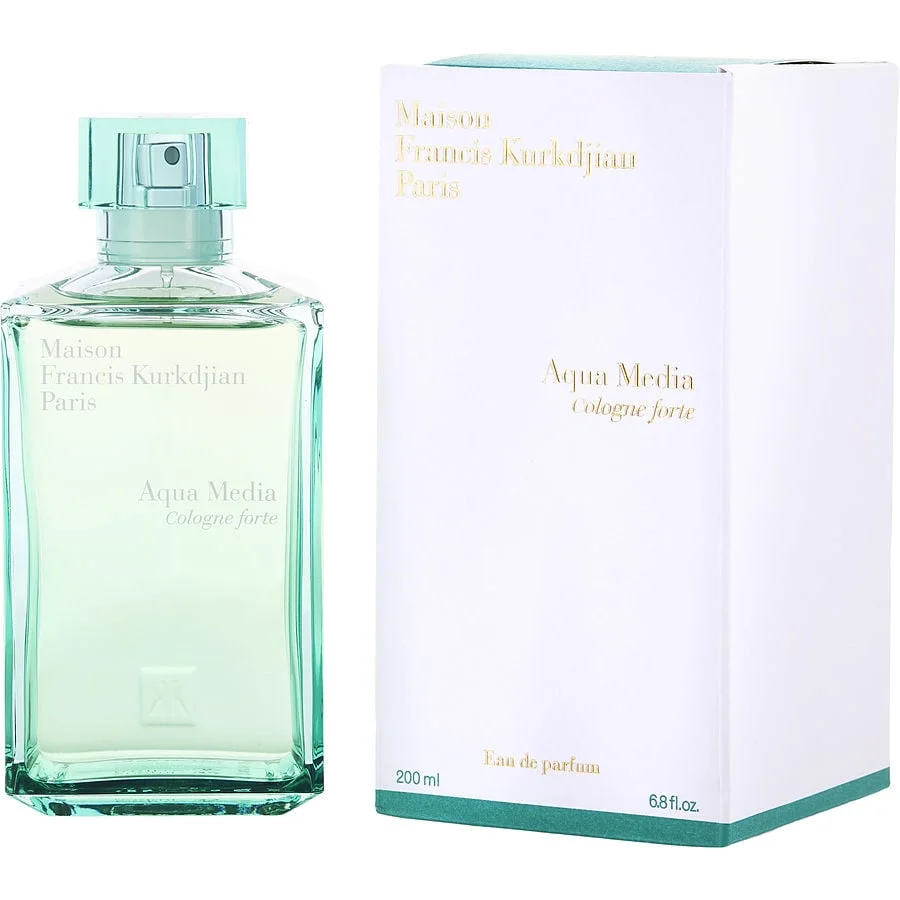 Maison
Francis Kurkdjian
Paris
Aqua Media
Cologne forte
Maison
Francis Kurkdjian
Paris
Aqua Media
Cologne forte
Eau de parfum
200 ml
6.8 fl.oz.